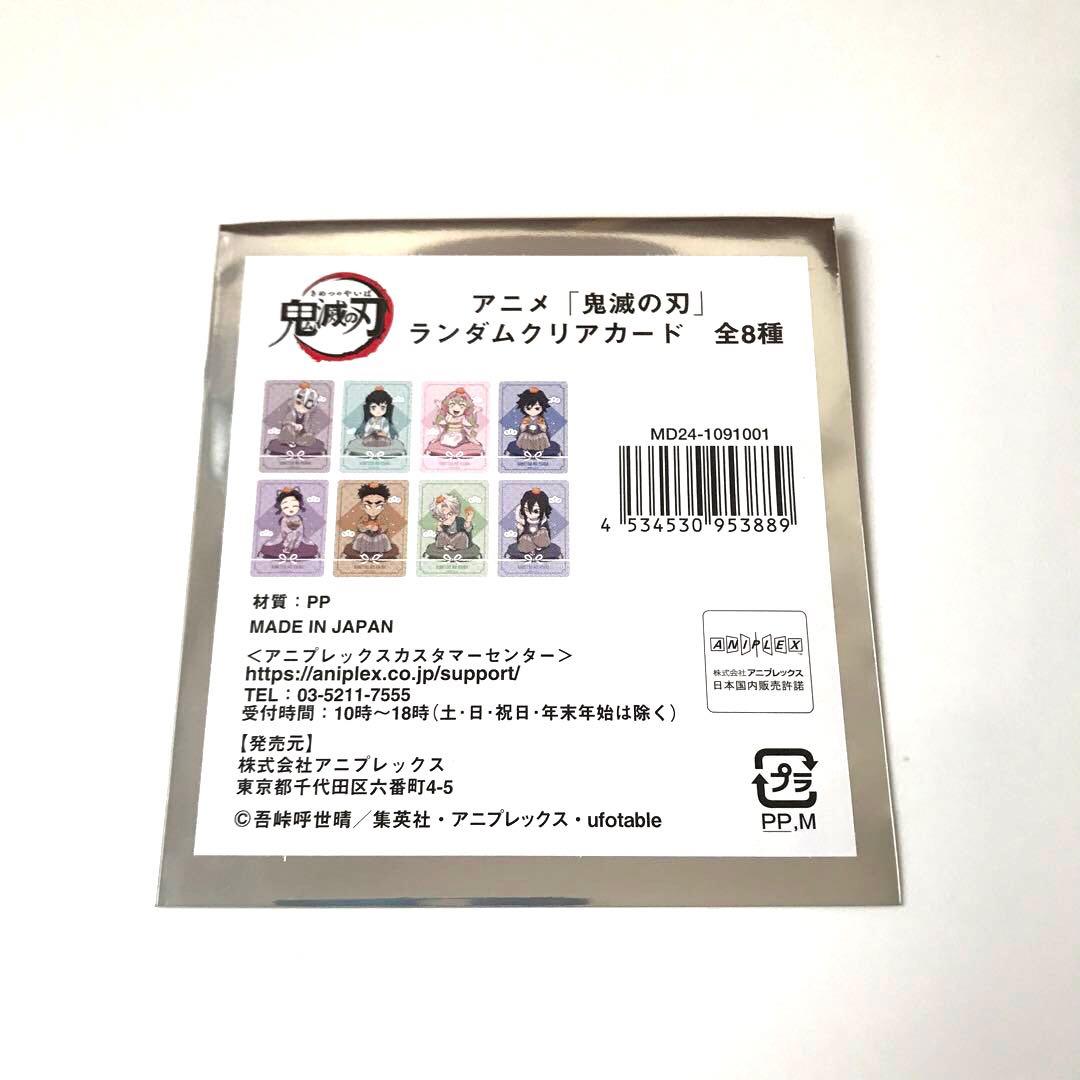 きめつのやいば
鬼滅の刃
アニメ「鬼滅の刃」
ランダムクリアカード 全8種
MD24-1091001
4 534530 953889
材質：PP
MADE IN JAPAN
＜アニプレックスカスタマーセンター＞
https://aniplex.co.jp/support/
TEL：03-5211-7555
受付時間：10時～18時(土・日・祝日・年末年始は除く)
【発売元】
株式会社アニプレックス
東京都千代田区六番町4-5
©吾峠呼世晴／集英社・アニプレックス・ufotable
ANIPLEX
株式会社アニプレックス
日本国内販売許諾
プラ
PP,M